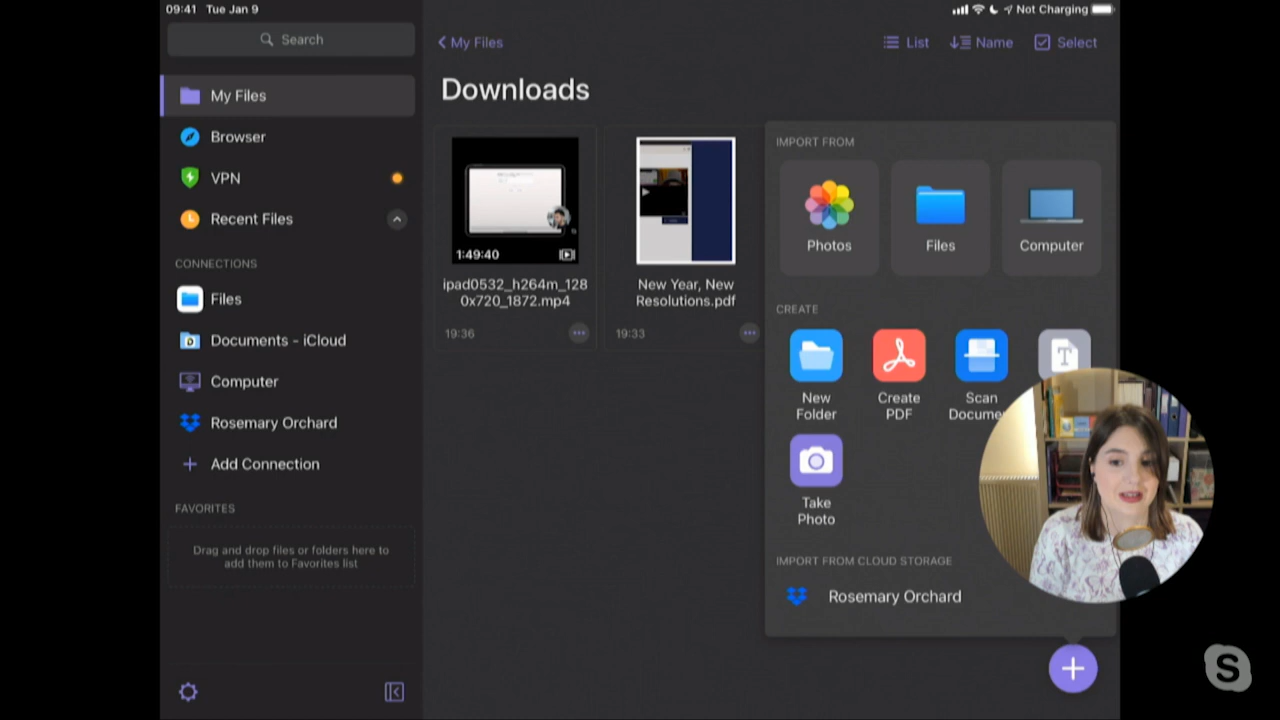 09:41 Tue Jan 9
Not Charging
Search
My Files
Browser
VPN
Recent Files
CONNECTIONS
Files
Documents - iCloud
Computer
Rosemary Orchard
Add Connection
FAVORITES
Drag and drop files or folders here to
add them to Favorites list
My Files
List
Name
Select
Downloads
1:49:40
ipad0532_h264m_128
0x720_1872.mp4
19:36
New Year, New
Resolutions.pdf
19:33
IMPORT FROM
Photos
Files
Computer
CREATE
New
Folder
Create
PDF
Scan
Docume
T
Take
Photo
IMPORT FROM CLOUD STORAGE
Rosemary Orchard
S